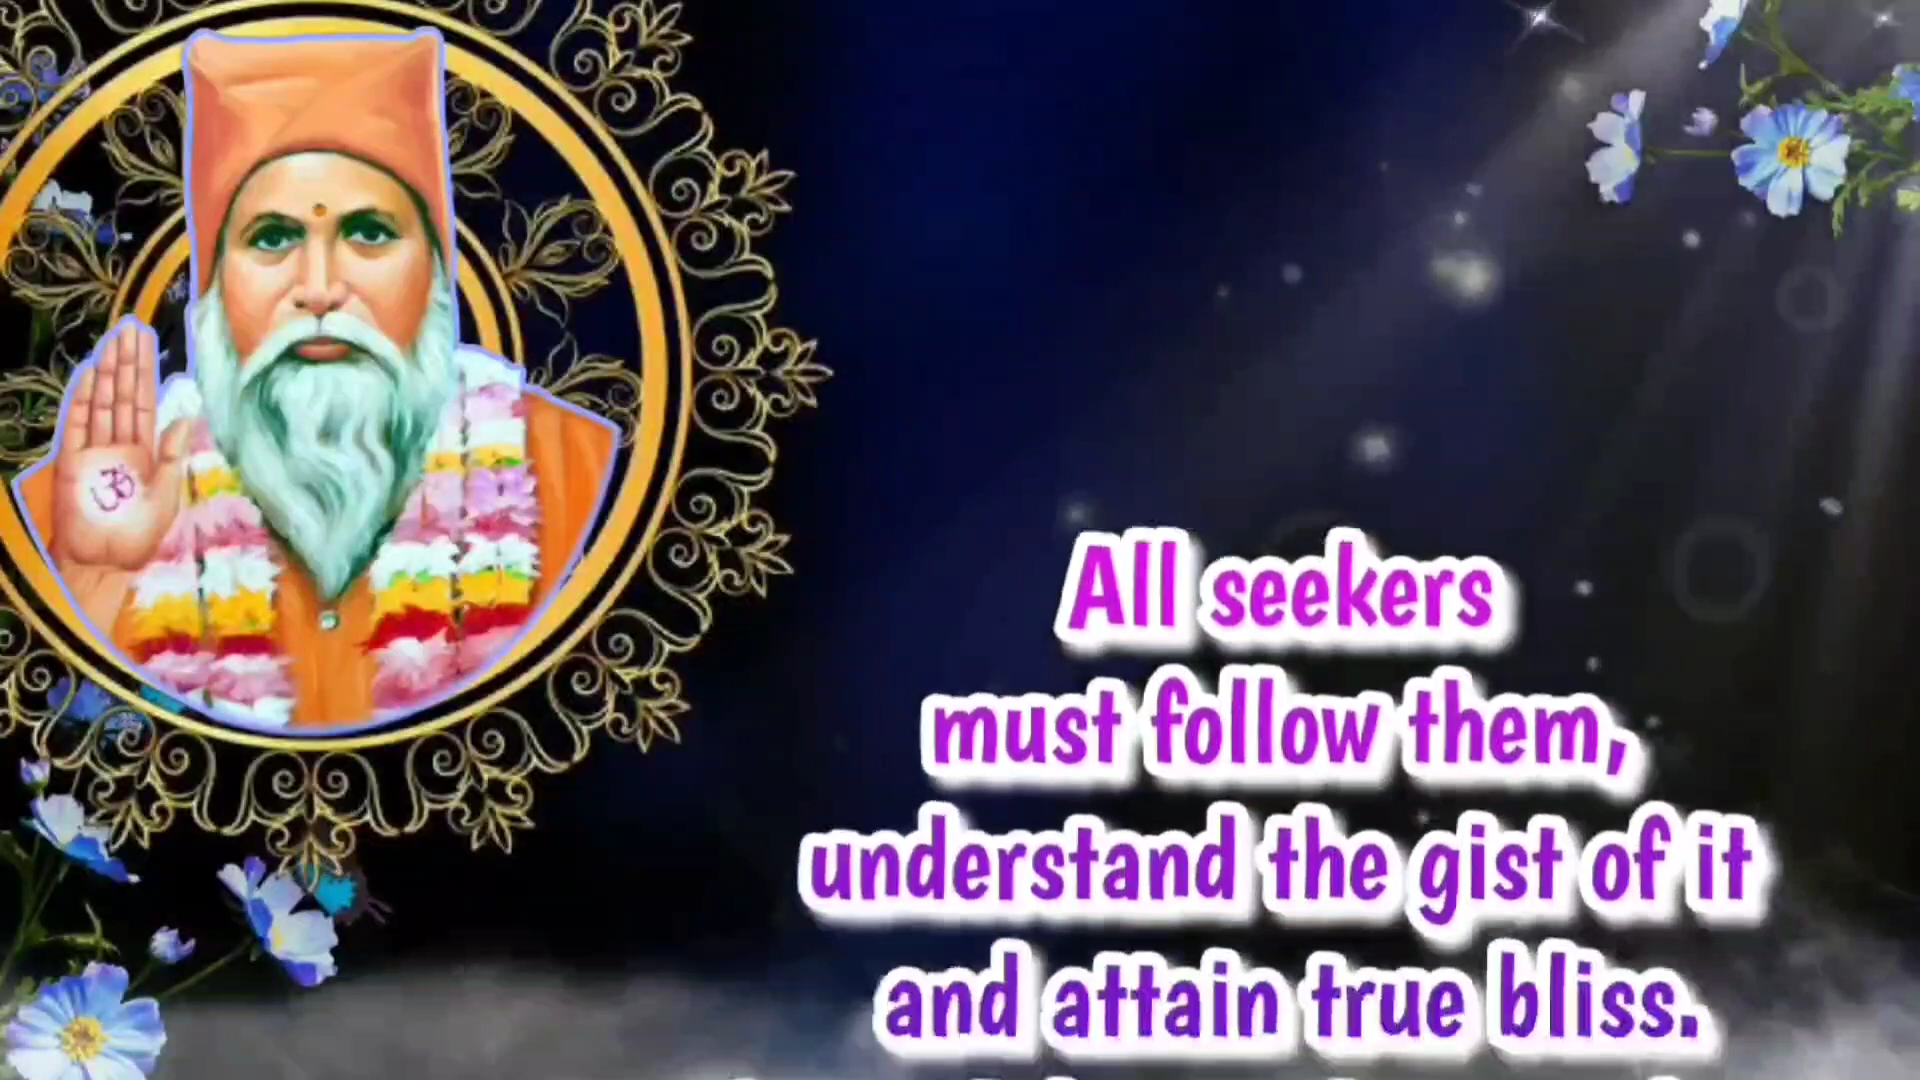 ॐ
All seekers
must follow them,
understand the gist of it
and attain true bliss.